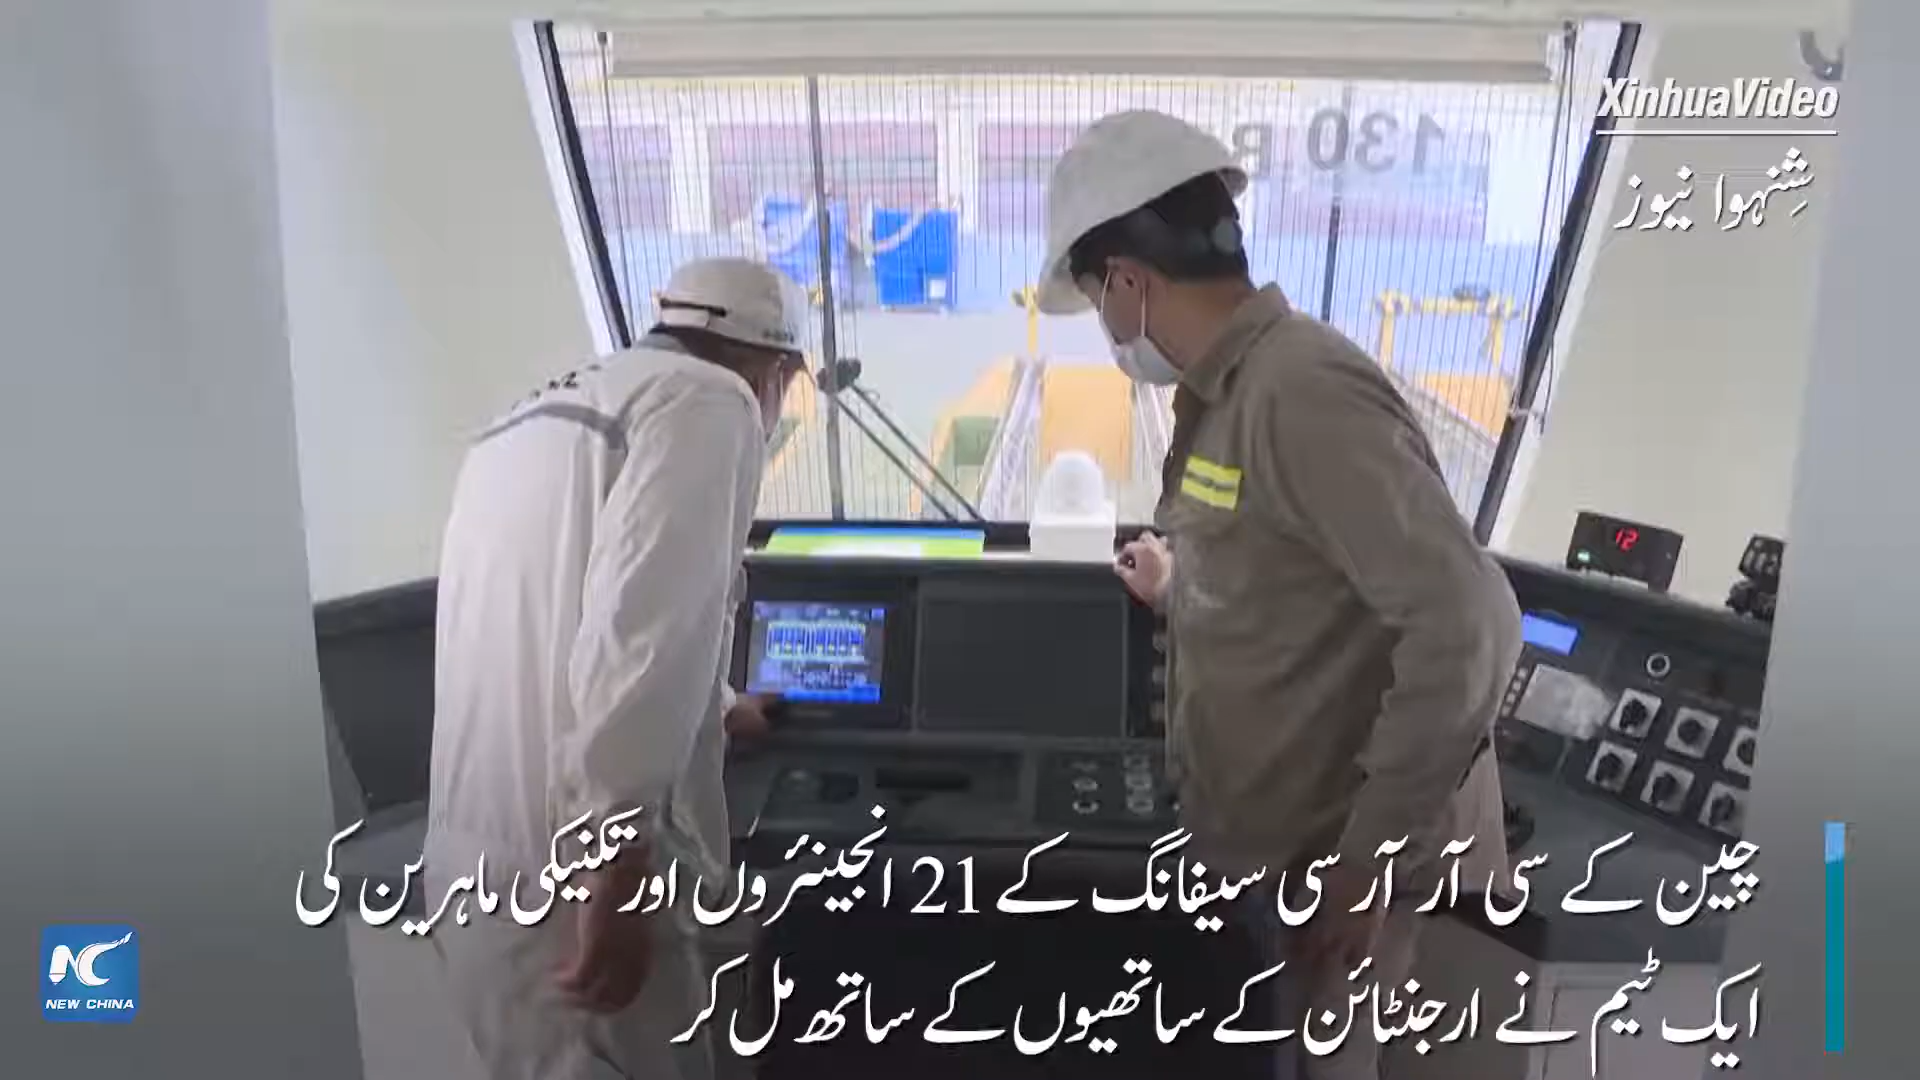 XinhuaVideo
شِنہوا نیوز
130 B
12
چین کے سی آر آر سی سیفانگ کے 21 انجینئروں اور تکنیکی ماہرین کی
ایک ٹیم نے ارجنٹائن کے ساتھیوں کے ساتھ مل کر
NC
NEW CHINA